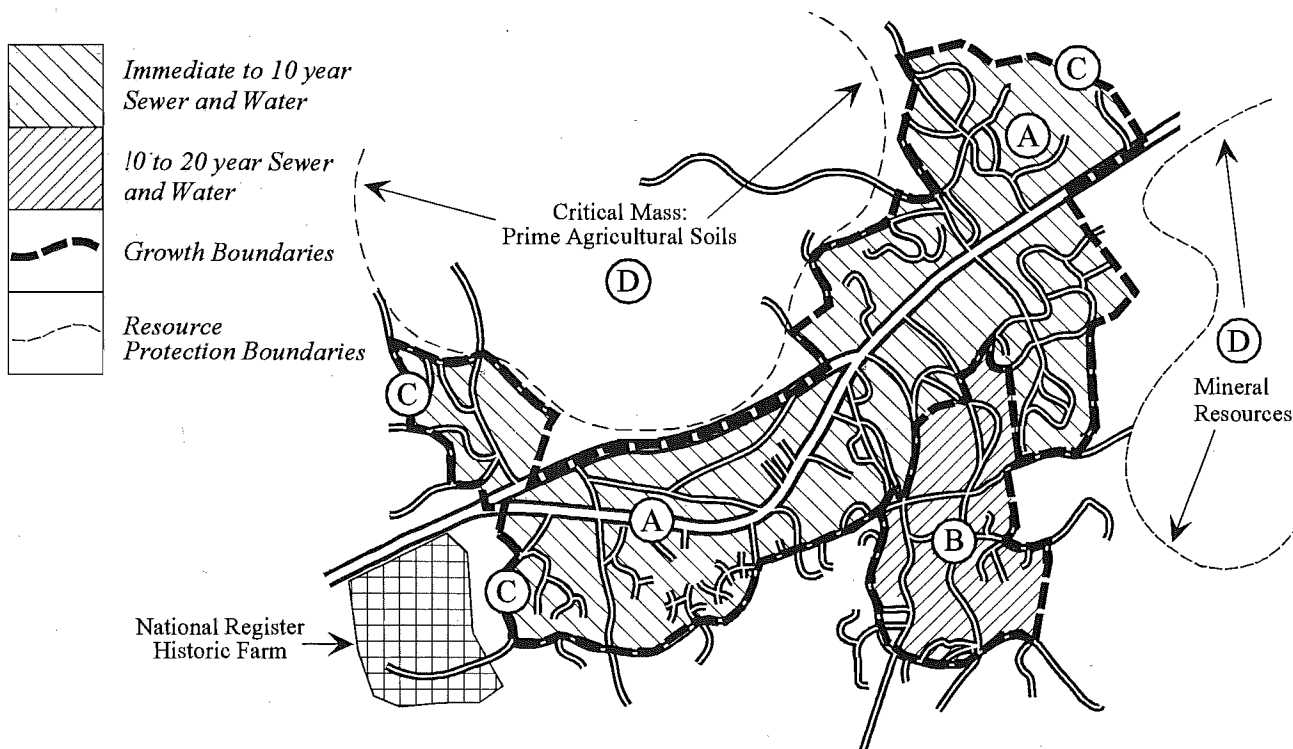 Immediate to 10 year
Sewer and Water
!0 to 20 year Sewer
and Water
Growth Boundaries
Resource
Protection Boundaries
Critical Mass:
Prime Agricultural Soils
D
C
A
D
Mineral
Resources
C
A
B
C
National Register
Historic Farm